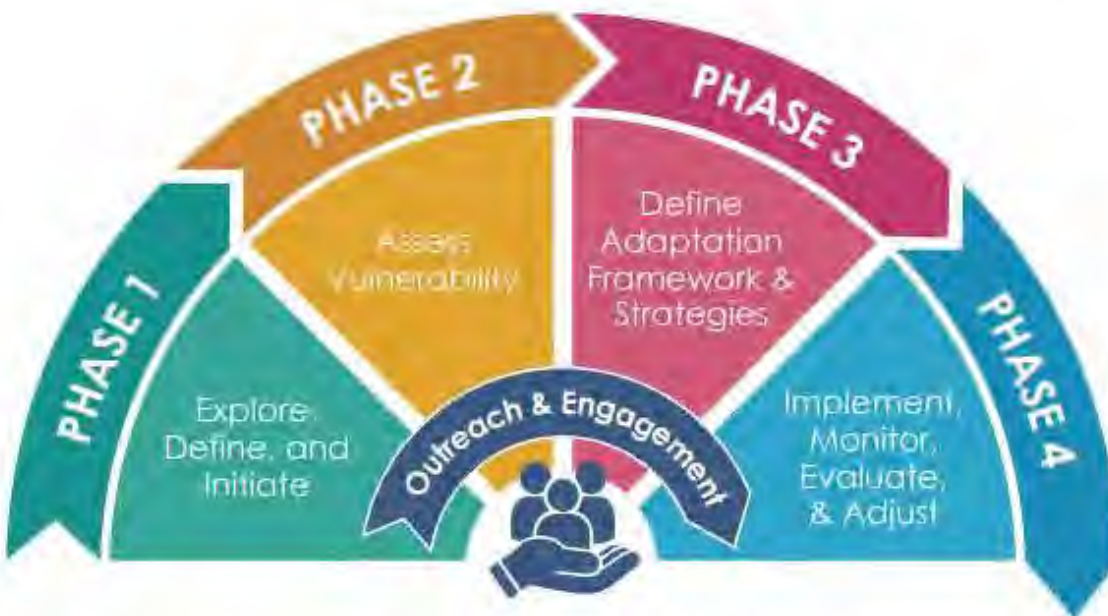 PHASE 1
Explore,
Define, and
Initiate
PHASE 2
Assess
Vulnerability
PHASE 3
Define
Adaptation
Framework &
Strategies
PHASE 4
Implement,
Monitor,
Evaluate,
& Adjust
Outreach & Engagement